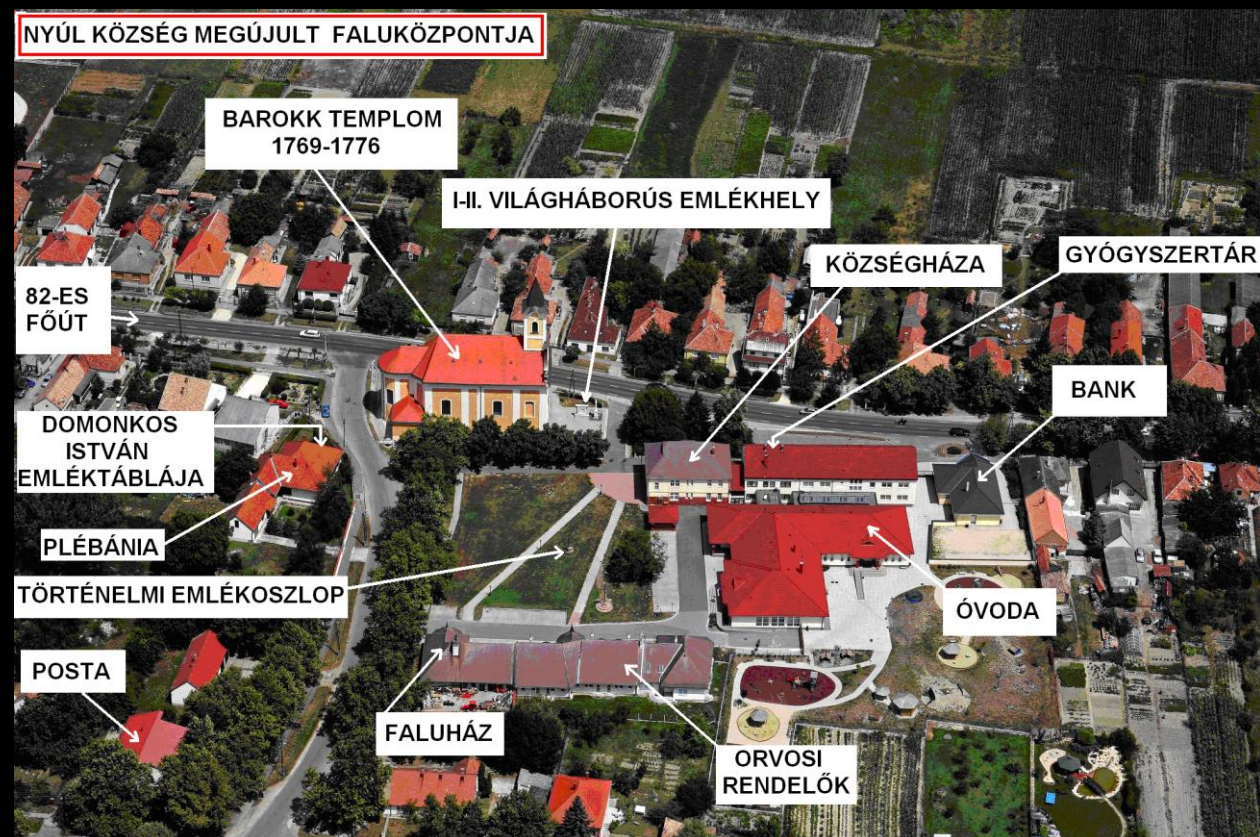 NYÚL KÖZSÉG MEGÚJULT FALUKÖZPONTJA
BAROKK TEMPLOM
1769-1776
I-II. VILÁGHÁBORÚS EMLÉKHELY
KÖZSÉGHÁZA
GYÓGYSZERTÁR
82-ES
FŐÚT
BANK
DOMONKOS
ISTVÁN
EMLÉKTÁBLÁJA
PLÉBÁNIA
TÖRTÉNELMI EMLÉKOSZLOP
ÓVODA
POSTA
FALUHÁZ
ORVOSI
RENDELŐK